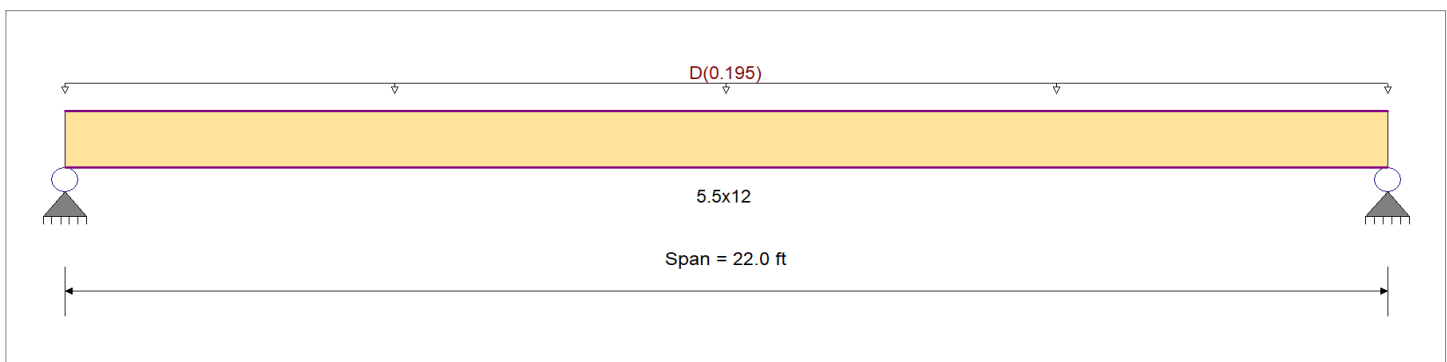 D(0.195)
5.5x12
Span = 22.0 ft